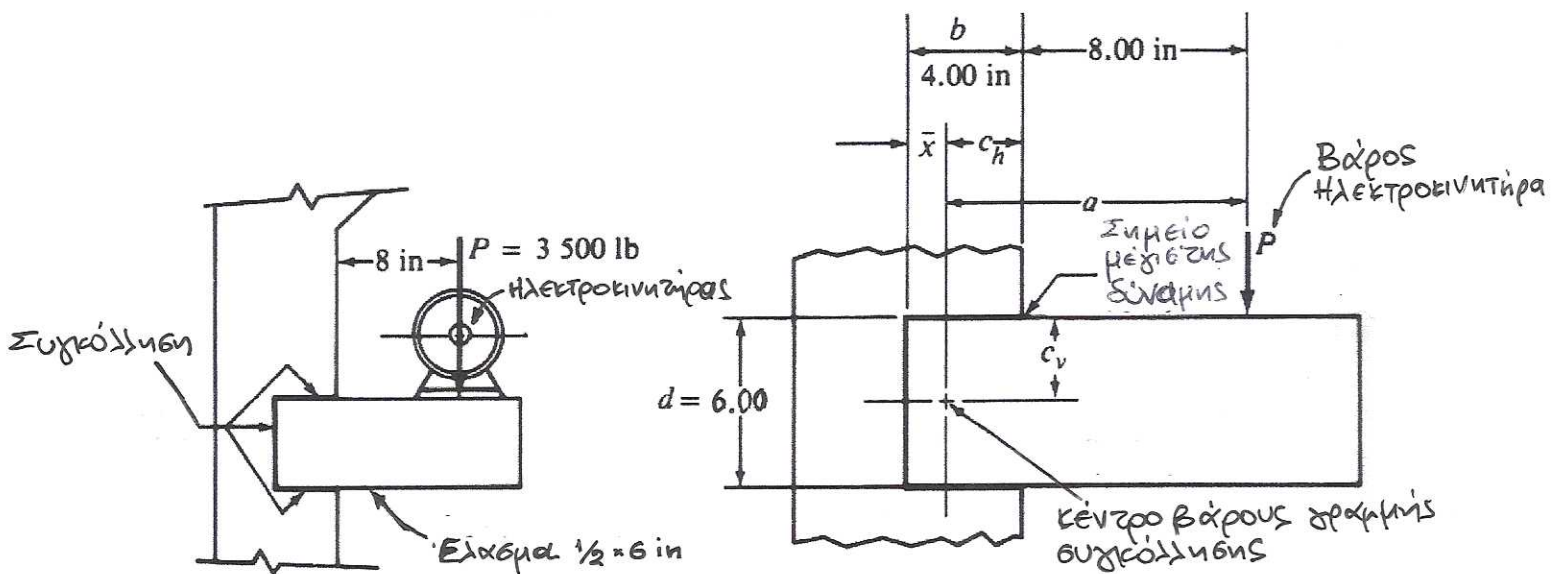 8 in
P = 3 500 lb
Ηλεκτροκινητήρας
Συγκόλληση
Έλασμα 1/2 × 6 in
b
4.00 in
8.00 in
x̄
c_h
a
Βάρος
Ηλεκτροκινητήρα
Σημείο
μέγιστης
δύναμης
P
c_v
d = 6.00
κέντρο βάρους γραμμής
συγκόλλησης